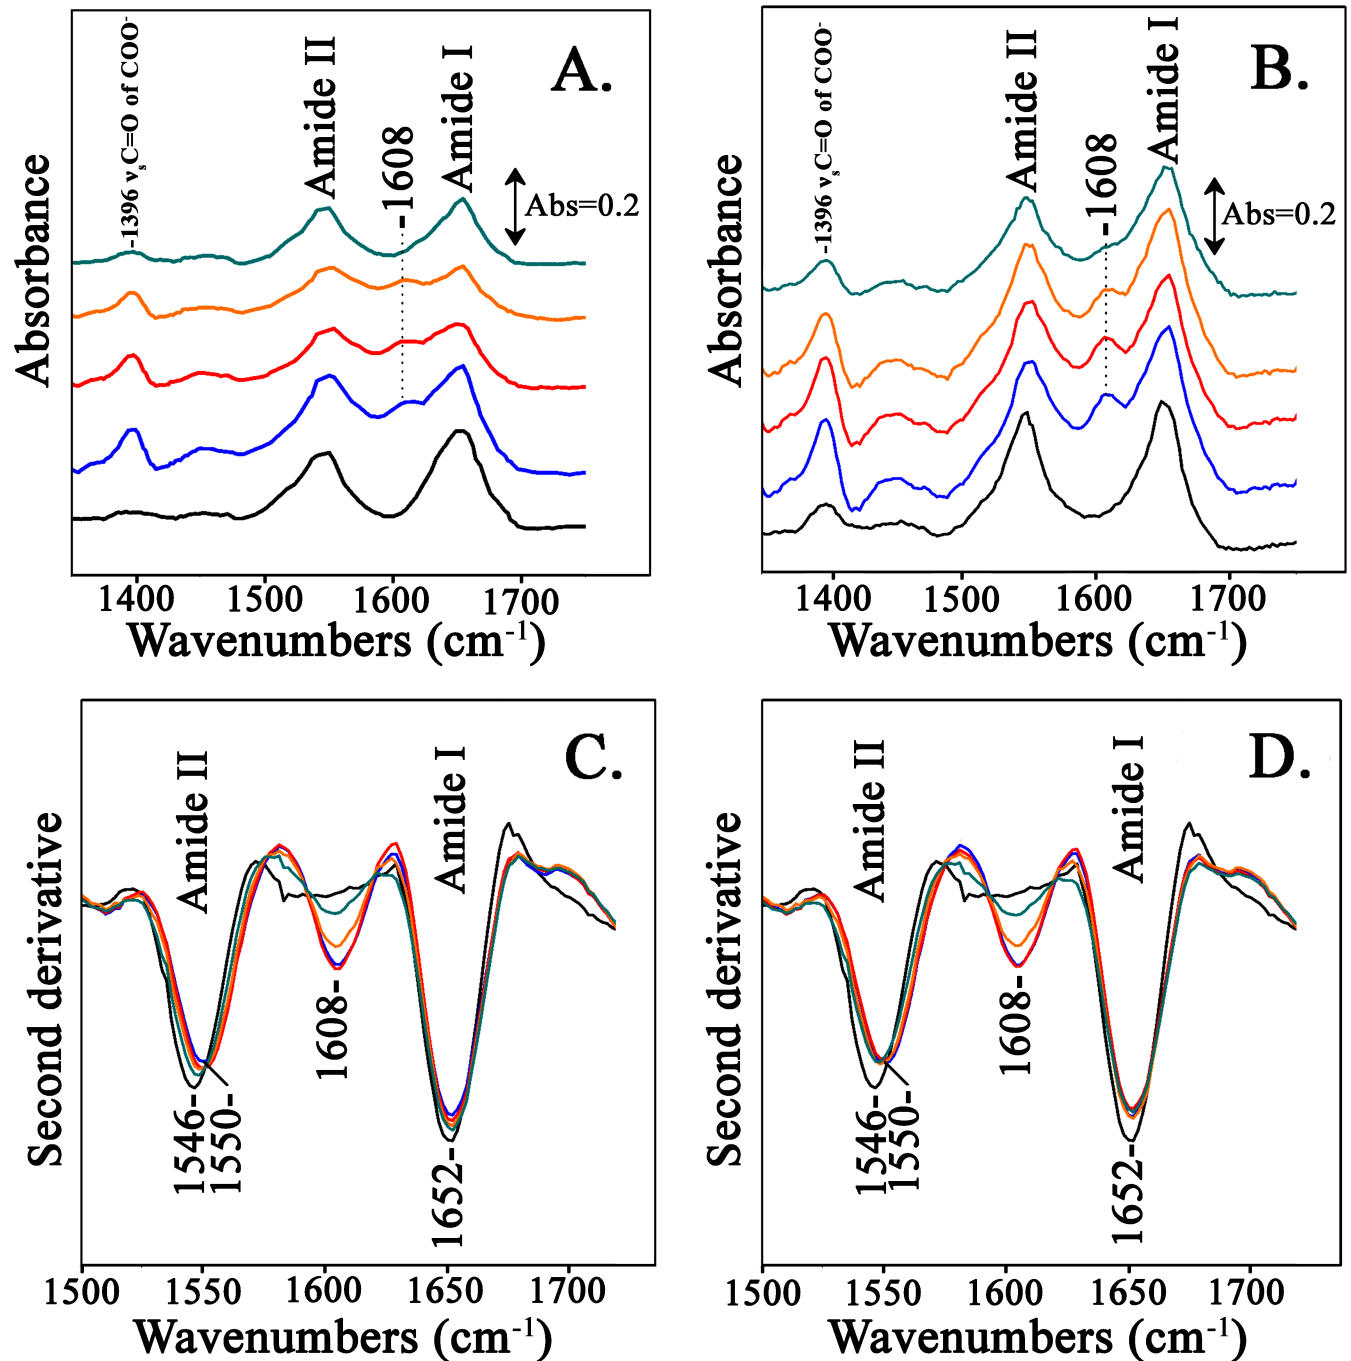 A.
-1396 νsC=O of COO-
Amide II
-1608
Amide I
Abs=0.2
Absorbance
1400 1500 1600 1700
Wavenumbers (cm-1)
B.
-1396 νsC=O of COO-
Amide II
-1608
Amide I
Abs=0.2
Absorbance
1400 1500 1600 1700
Wavenumbers (cm-1)
C.
Amide II
Amide I
Second derivative
1546-
1550-
1608-
1652-
1500 1550 1600 1650 1700
Wavenumbers (cm-1)
D.
Amide II
Amide I
Second derivative
1546-
1550-
1608-
1652-
1500 1550 1600 1650 1700
Wavenumbers (cm-1)